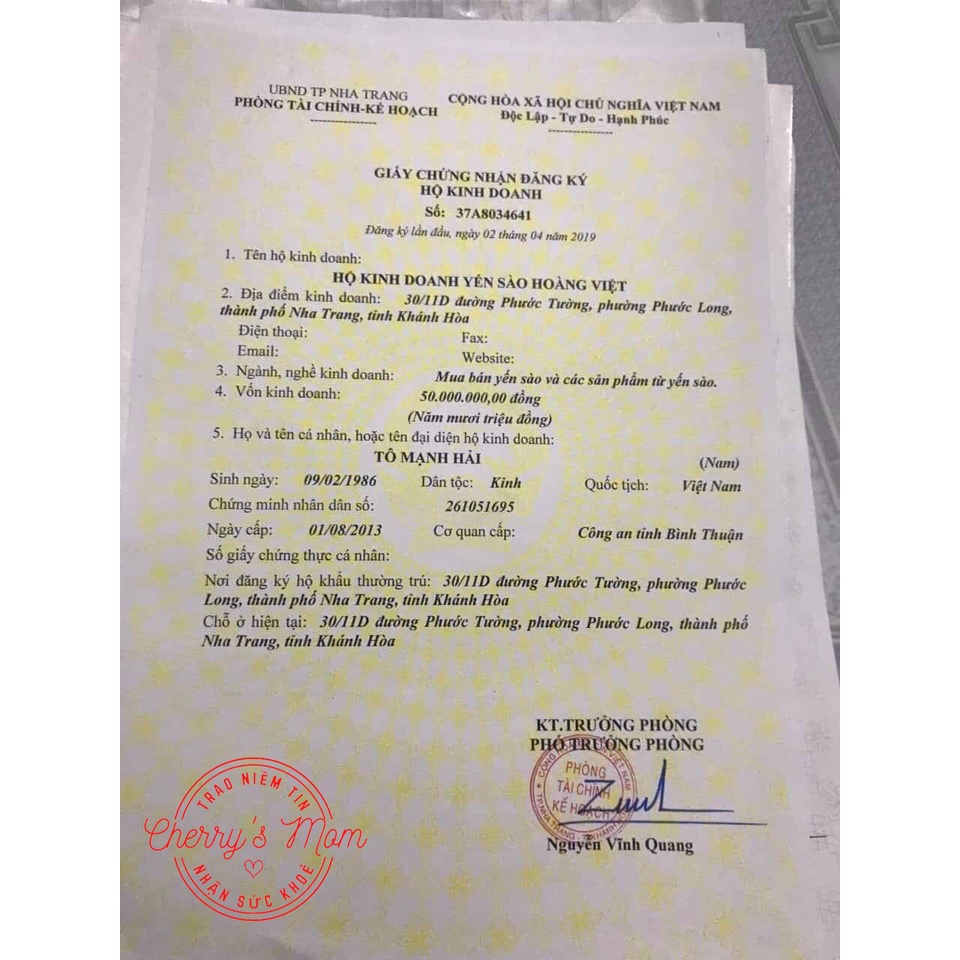 UBND TP NHA TRANG
PHÒNG TÀI CHÍNH-KẾ HOẠCH
CỘNG HÒA XÃ HỘI CHỦ NGHĨA VIỆT NAM
Độc Lập - Tự Do - Hạnh Phúc
GIẤY CHỨNG NHẬN ĐĂNG KÝ
HỘ KINH DOANH
Số: 37A8034641
Đăng ký lần đầu, ngày 02 tháng 04 năm 2019
1. Tên hộ kinh doanh:
HỘ KINH DOANH YẾN SÀO HOÀNG VIỆT
2. Địa điểm kinh doanh: 30/11D đường Phước Tường, phường Phước Long,
thành phố Nha Trang, tỉnh Khánh Hòa
Điện thoại: Fax:
Email: Website:
3. Ngành, nghề kinh doanh: Mua bán yến sào và các sản phẩm từ yến sào.
4. Vốn kinh doanh: 50.000.000,00 đồng
(Năm mươi triệu đồng)
5. Họ và tên cá nhân, hoặc tên đại diện hộ kinh doanh:
TÔ MẠNH HẢI (Nam)
Sinh ngày: 09/02/1986 Dân tộc: Kinh Quốc tịch: Việt Nam
Chứng minh nhân dân số: 261051695
Ngày cấp: 01/08/2013 Cơ quan cấp: Công an tỉnh Bình Thuận
Số giấy chứng thực cá nhân:
Nơi đăng ký hộ khẩu thường trú: 30/11D đường Phước Tường, phường Phước
Long, thành phố Nha Trang, tỉnh Khánh Hòa
Chỗ ở hiện tại: 30/11D đường Phước Tường, phường Phước Long, thành phố
Nha Trang, tỉnh Khánh Hòa
KT.TRƯỞNG PHÒNG
PHÓ TRƯỞNG PHÒNG
PHÒNG
TÀI CHÍNH
KẾ HOẠCH
Nguyễn Vĩnh Quang
TRAO NIỀM TIN
Cherry's Mom
NHẬN SỨC KHOẺ